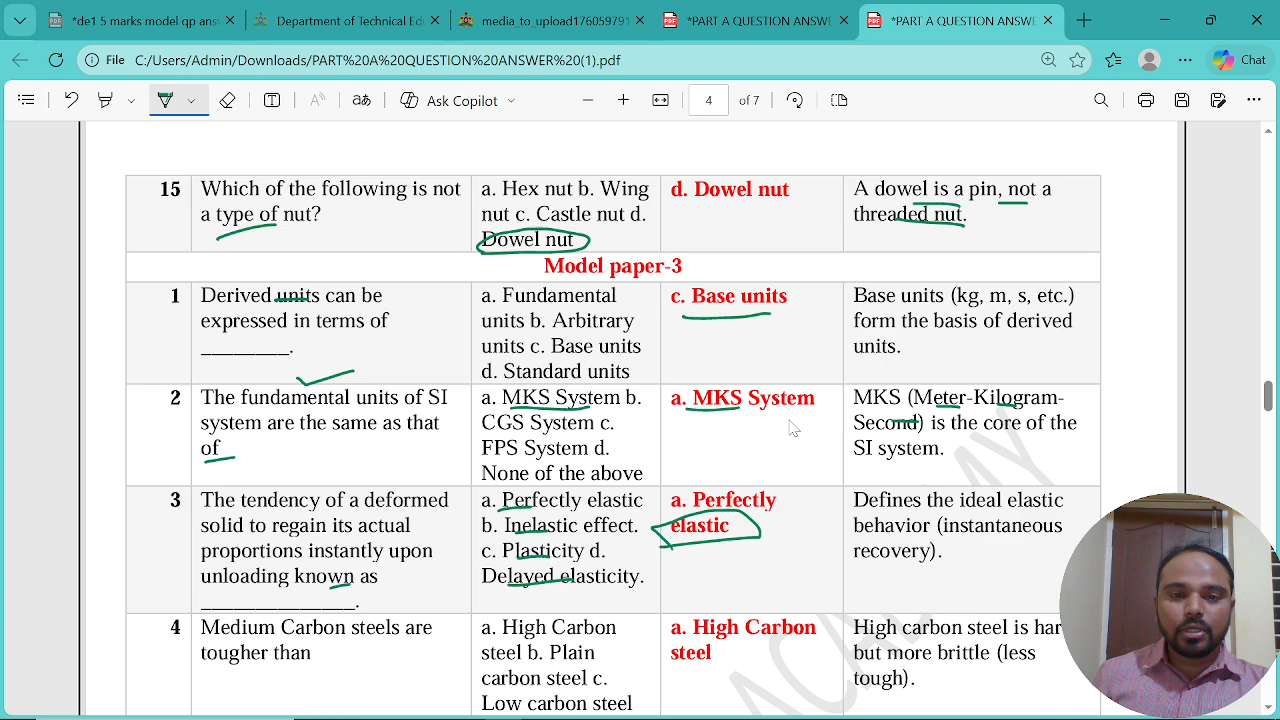 *de1 5 marks model qp ans
Department of Technical Edu
media_to_upload176059791
*PART A QUESTION ANSWE
*PART A QUESTION ANSWE
File C:/Users/Admin/Downloads/PART%20A%20QUESTION%20ANSWER%20(1).pdf
Chat
Ask Copilot
4 of 7
15 Which of the following is not a. Hex nut b. Wing d. Dowel nut A dowel is a pin, not a
a type of nut? nut c. Castle nut d. threaded nut.
Dowel nut
Model paper-3
1 Derived units can be a. Fundamental c. Base units Base units (kg, m, s, etc.)
expressed in terms of units b. Arbitrary form the basis of derived
_________. units c. Base units units.
d. Standard units
2 The fundamental units of SI a. MKS System b. a. MKS System MKS (Meter-Kilogram-
system are the same as that CGS System c. Second) is the core of the
of FPS System d. SI system.
None of the above
3 The tendency of a deformed a. Perfectly elastic a. Perfectly Defines the ideal elastic
solid to regain its actual b. Inelastic effect. elastic behavior (instantaneous
proportions instantly upon c. Plasticity d. recovery).
unloading known as Delayed elasticity.
________________.
4 Medium Carbon steels are a. High Carbon a. High Carbon High carbon steel is har
tougher than steel b. Plain steel but more brittle (less
carbon steel c. tough).
Low carbon steel
ACADEMY